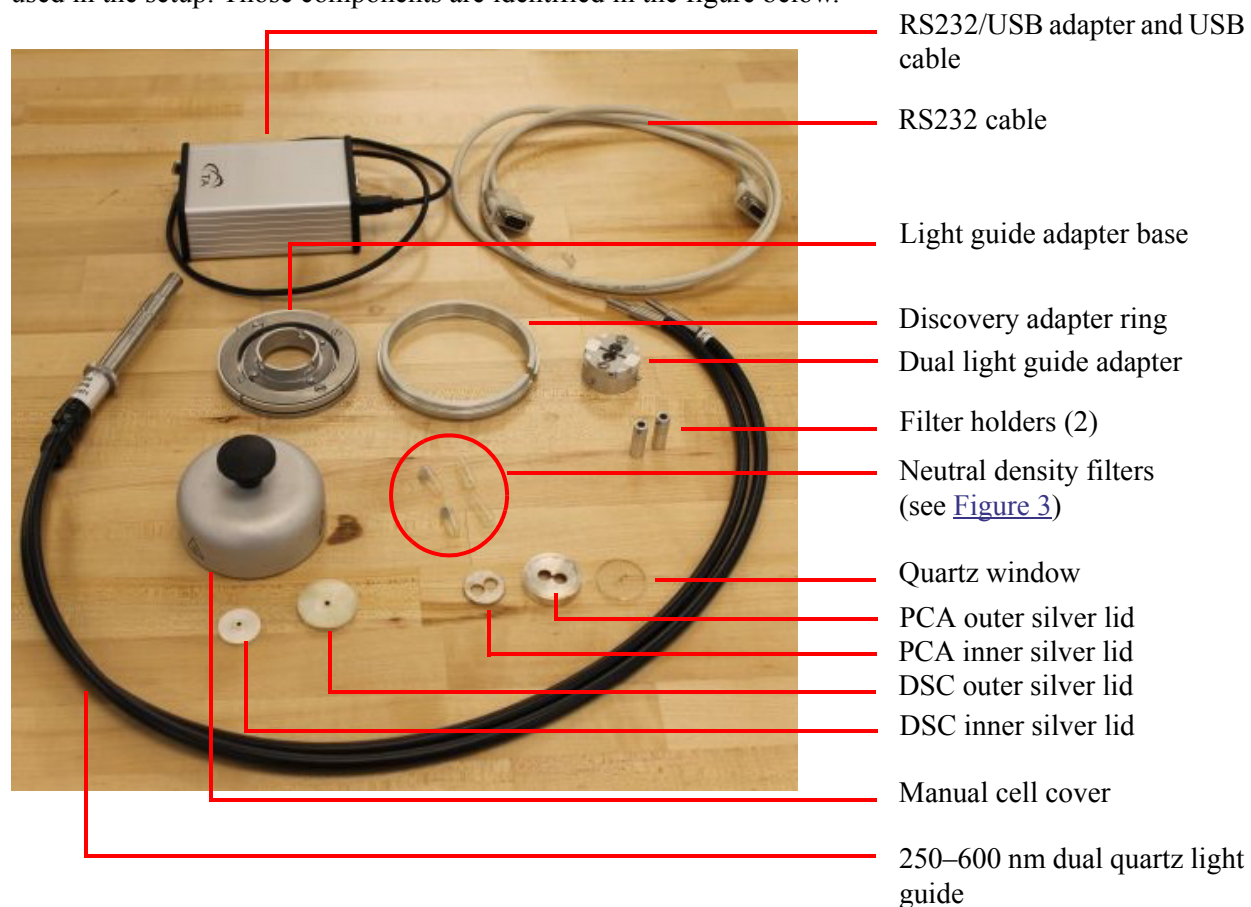 used in the setup. Those components are identified in the figure below.
RS232/USB adapter and USB
cable
RS232 cable
Light guide adapter base
Discovery adapter ring
Dual light guide adapter
Filter holders (2)
Neutral density filters
(see Figure 3)
Quartz window
PCA outer silver lid
PCA inner silver lid
DSC outer silver lid
DSC inner silver lid
Manual cell cover
250–600 nm dual quartz light
guide
TA